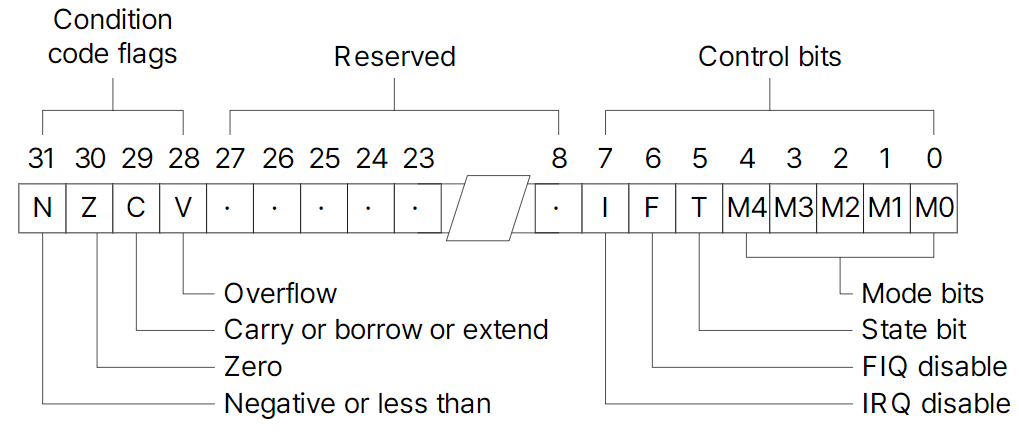 Condition
code flags
Reserved
Control bits
31 30 29 28 27 26 25 24 23 8 7 6 5 4 3 2 1 0
N Z C V · · · · · · I F T M4 M3 M2 M1 M0
Overflow
Carry or borrow or extend
Zero
Negative or less than
Mode bits
State bit
FIQ disable
IRQ disable